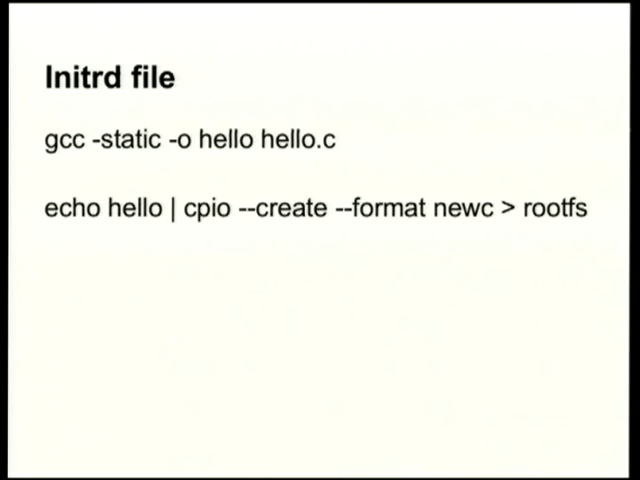 Initrd file
gcc -static -o hello hello.c
echo hello | cpio --create --format newc > rootfs